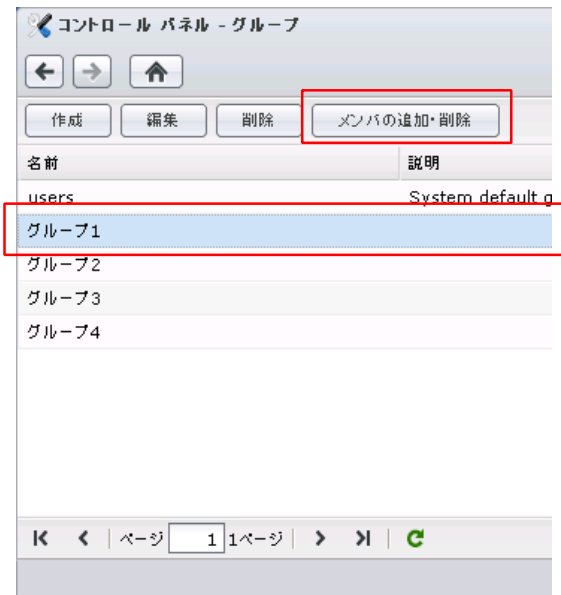 コントロール パネル - グループ
作成 編集 削除 メンバの追加・削除
名前 説明
users System default g
グループ1
グループ2
グループ3
グループ4
ページ 1 1ページ